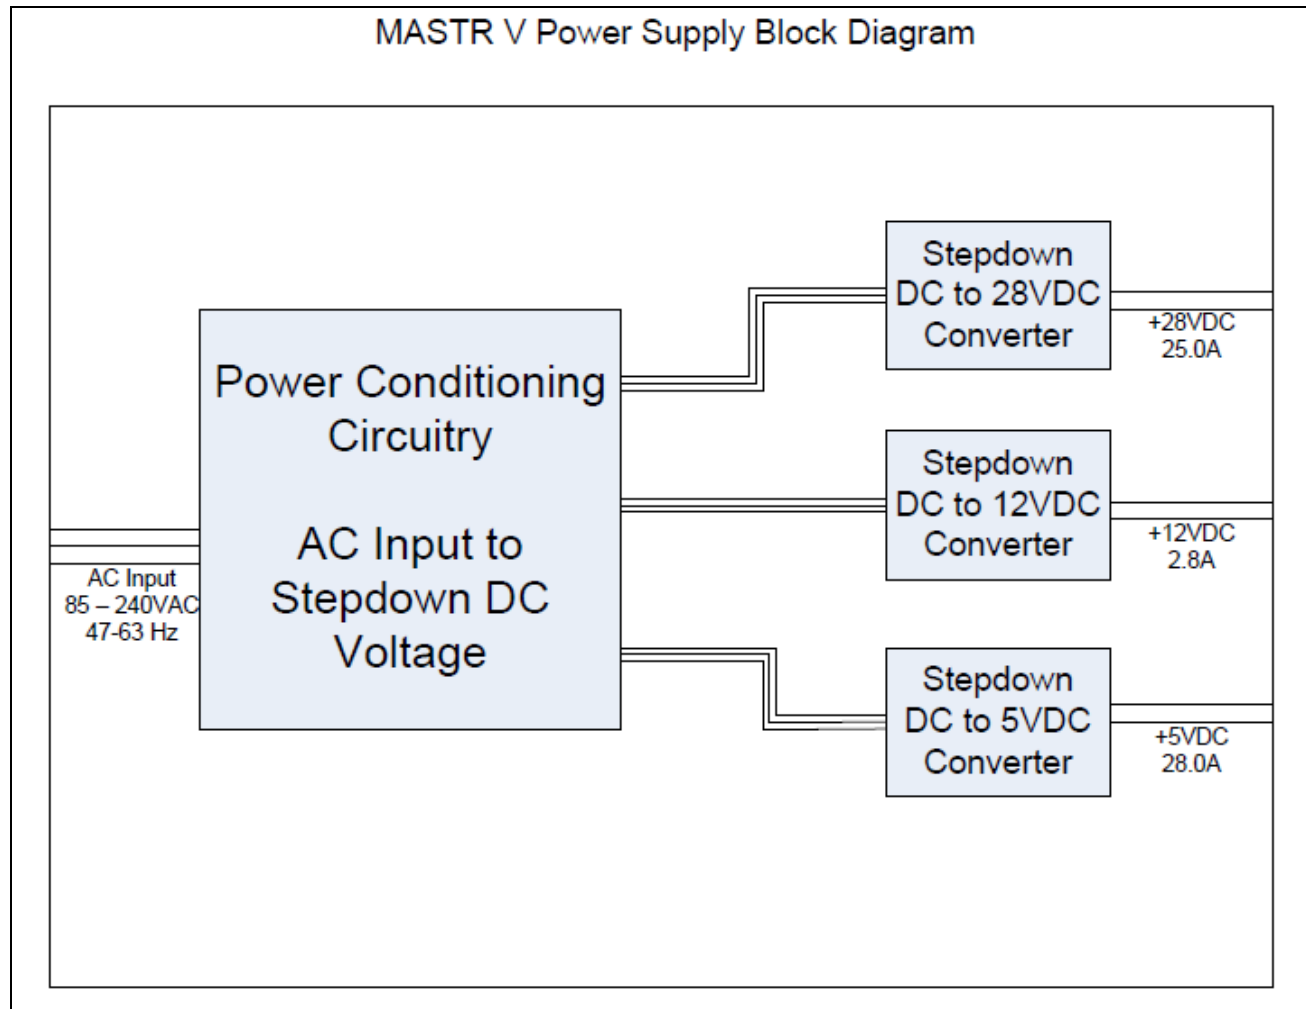 MASTR V Power Supply Block Diagram
Stepdown
DC to 28VDC
Converter
+28VDC
25.0A
Power Conditioning
Circuitry
AC Input to
Stepdown DC
Voltage
Stepdown
DC to 12VDC
Converter
+12VDC
2.8A
AC Input
85 – 240VAC
47-63 Hz
Stepdown
DC to 5VDC
Converter
+5VDC
28.0A